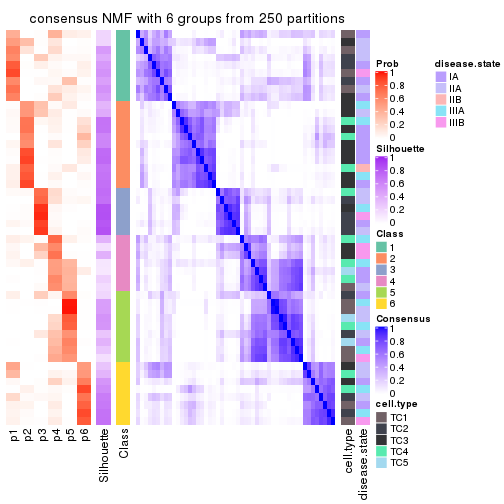 consensus NMF with 6 groups from 250 partitions
p1
p2
p3
p4
p5
p6
Silhouette
Class
cell.type
disease.state
Prob
1
0.8
0.6
0.4
0.2
0
Silhouette
1
0.8
0.6
0.4
0.2
0
Class
1
2
3
4
5
6
Consensus
1
0.8
0.6
0.4
0.2
0
cell.type
TC1
TC2
TC3
TC4
TC5
disease.state
IA
IIA
IIB
IIIA
IIIB